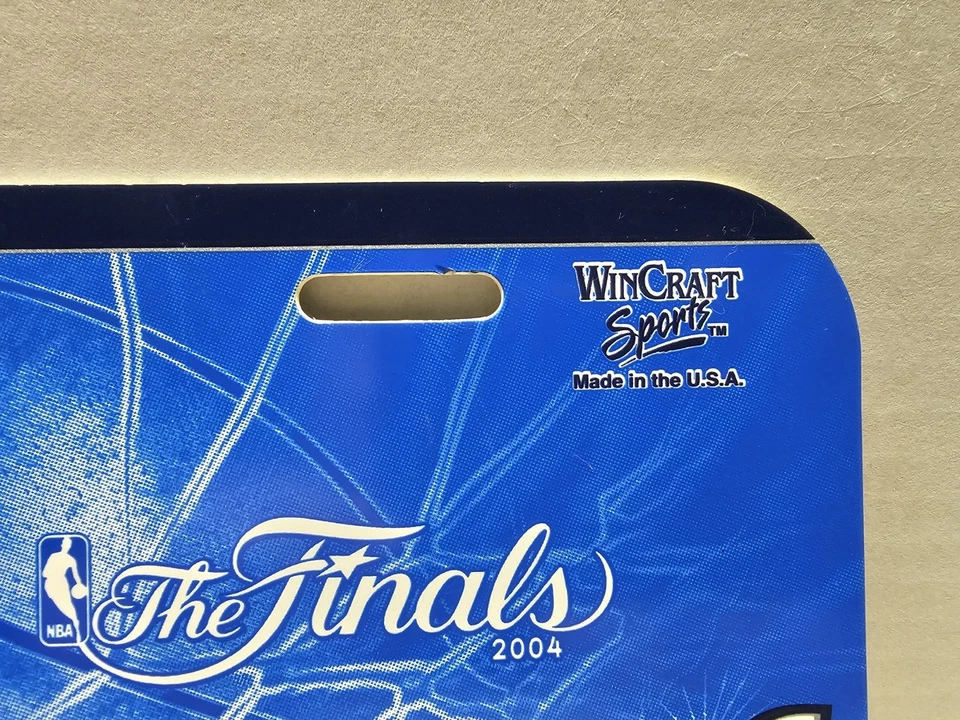 WINCRAFT
Sports™
Made in the U.S.A.
NBA
The Finals
2004